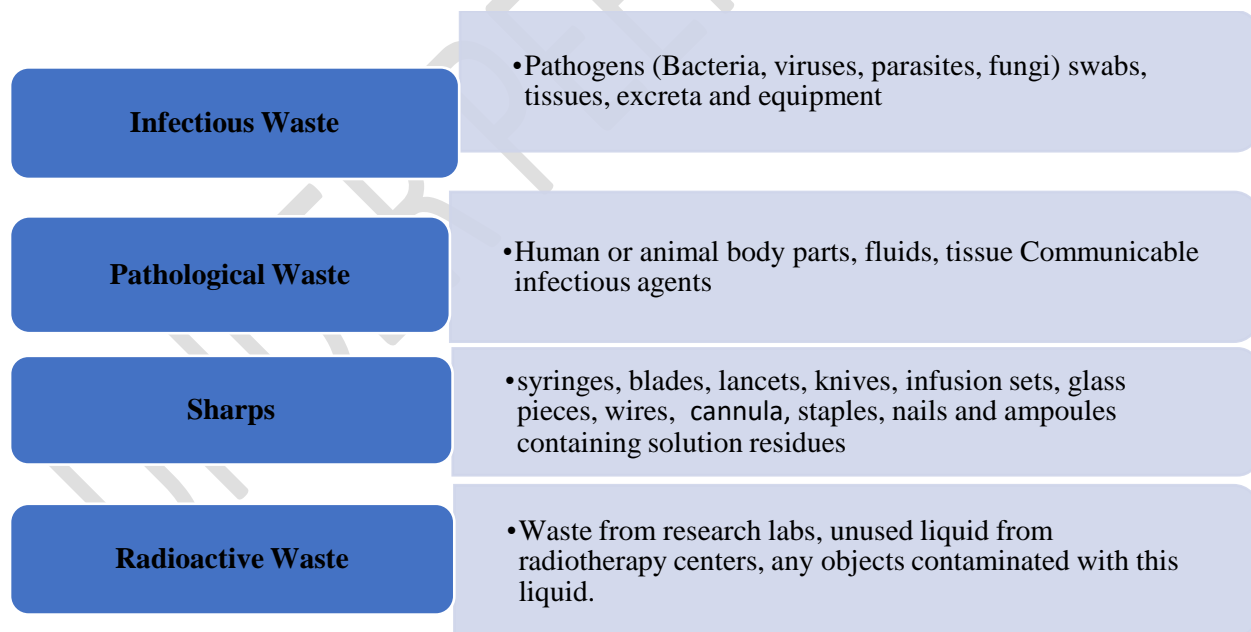 Infectious Waste
•Pathogens (Bacteria, viruses, parasites, fungi) swabs,
tissues, excreta and equipment
Pathological Waste
•Human or animal body parts, fluids, tissue Communicable
infectious agents
Sharps
•syringes, blades, lancets, knives, infusion sets, glass
pieces, wires, cannula, staples, nails and ampoules
containing solution residues
Radioactive Waste
•Waste from research labs, unused liquid from
radiotherapy centers, any objects contaminated with this
liquid.